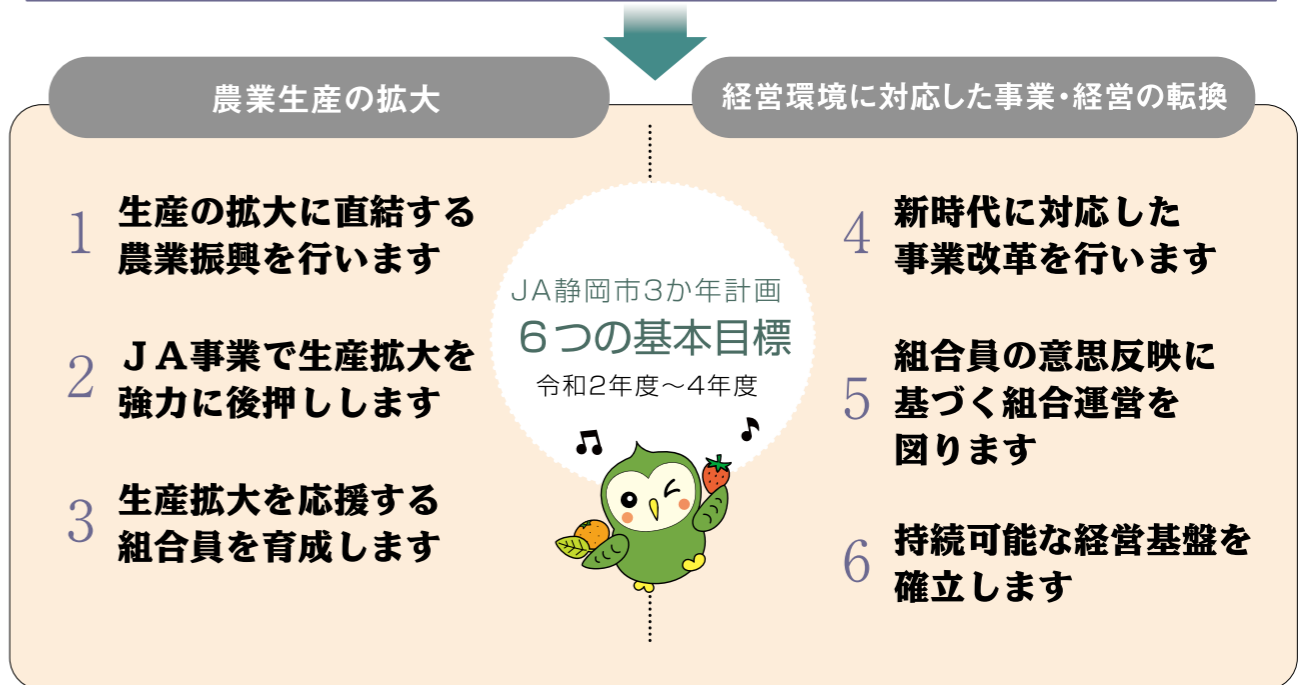 農業生産の拡大
1 生産の拡大に直結する
農業振興を行います
2 ＪＡ事業で生産拡大を
強力に後押しします
3 生産拡大を応援する
組合員を育成します
JA静岡市3か年計画
６つの基本目標
令和2年度～4年度
経営環境に対応した事業・経営の転換
4 新時代に対応した
事業改革を行います
5 組合員の意思反映に
基づく組合運営を
図ります
6 持続可能な経営基盤を
確立します